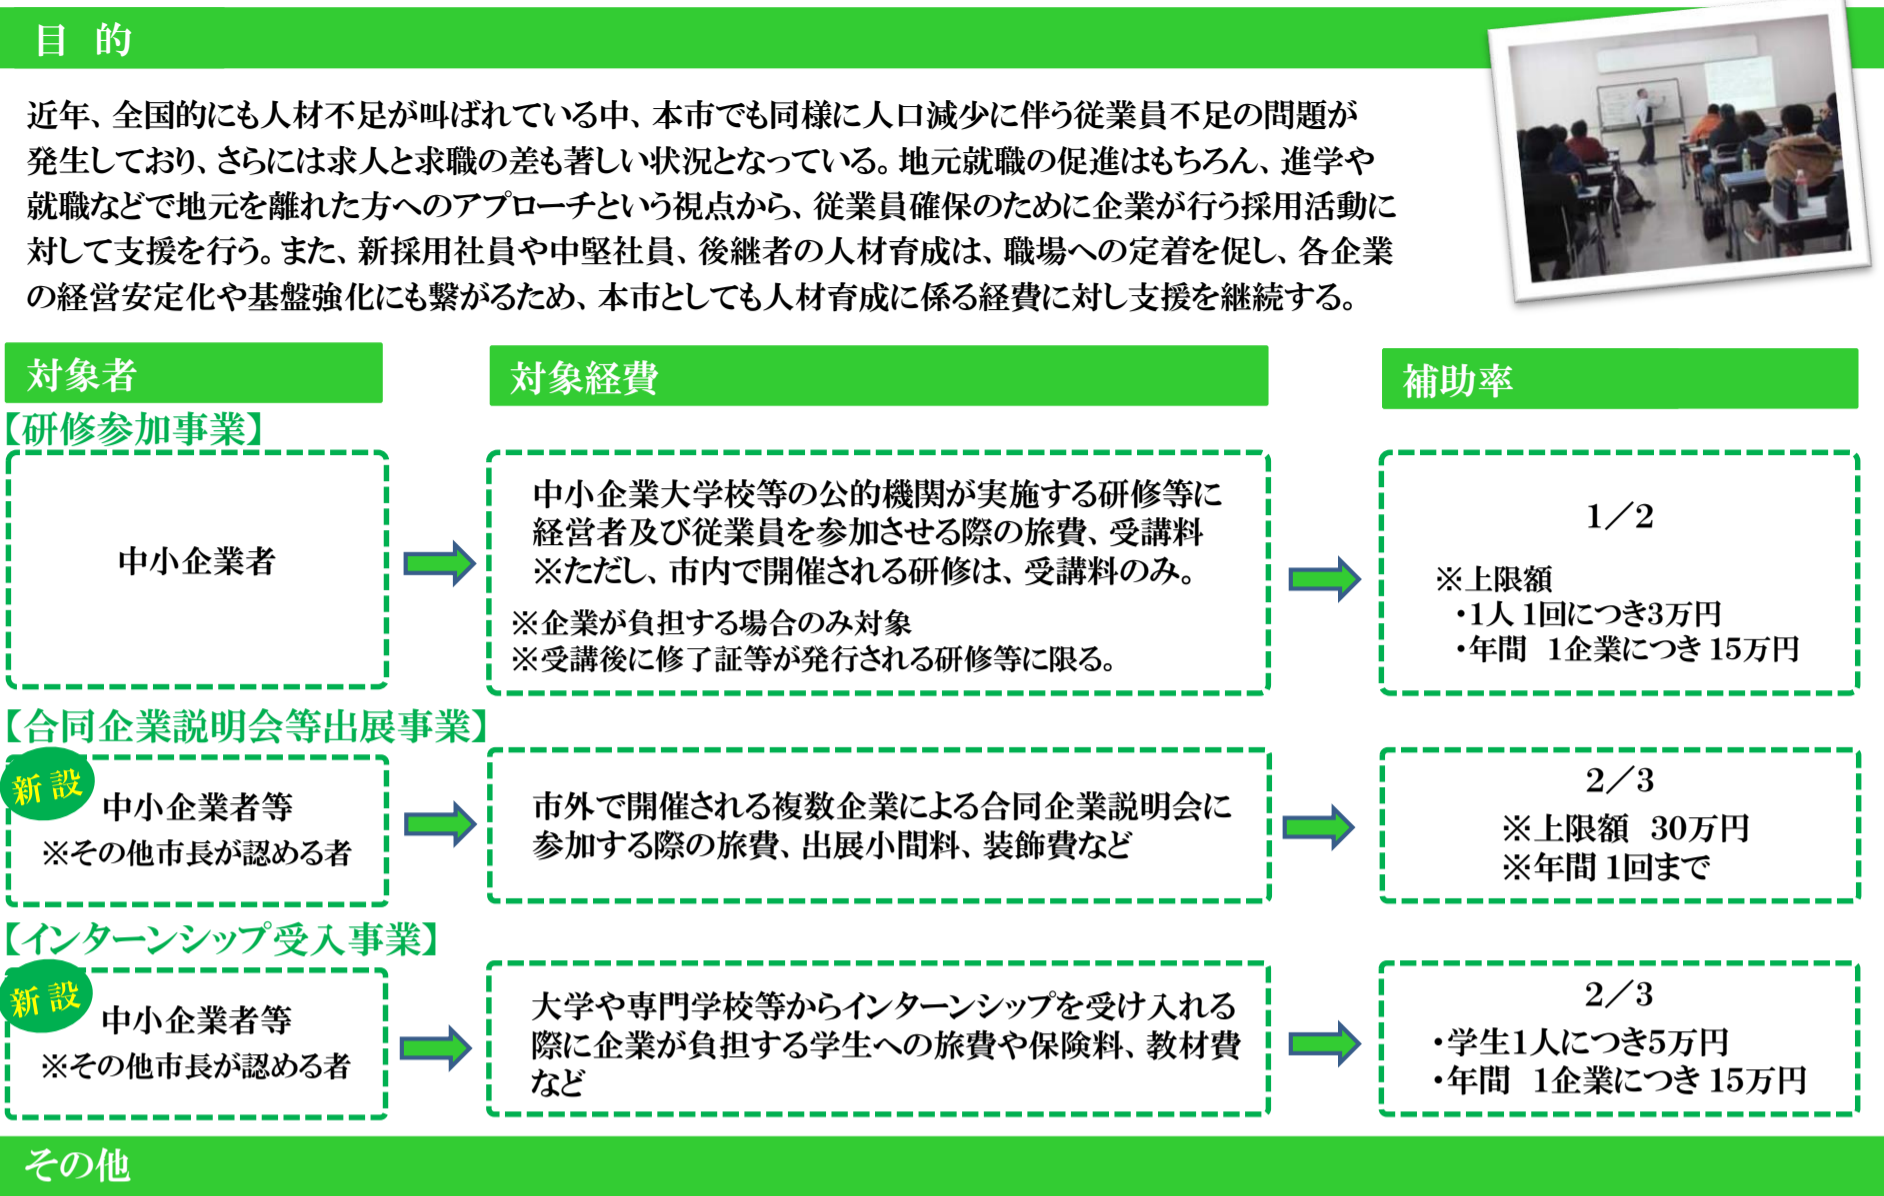 目 的
近年、全国的にも人材不足が叫ばれている中、本市でも同様に人口減少に伴う従業員不足の問題が
発生しており、さらには求人と求職の差も著しい状況となっている。地元就職の促進はもちろん、進学や
就職などで地元を離れた方へのアプローチという視点から、従業員確保のために企業が行う採用活動に
対して支援を行う。また、新採用社員や中堅社員、後継者の人材育成は、職場への定着を促し、各企業
の経営安定化や基盤強化にも繋がるため、本市としても人材育成に係る経費に対し支援を継続する。
対象者
対象経費
補助率
【研修参加事業】
中小企業者
中小企業大学校等の公的機関が実施する研修等に
経営者及び従業員を参加させる際の旅費、受講料
※ただし、市内で開催される研修は、受講料のみ。
※企業が負担する場合のみ対象
※受講後に修了証等が発行される研修等に限る。
1／2
※上限額
・1人 1回につき3万円
・年間 1企業につき 15万円
【合同企業説明会等出展事業】
新 設
中小企業者等
※その他市長が認める者
市外で開催される複数企業による合同企業説明会に
参加する際の旅費、出展小間料、装飾費など
2／3
※上限額 30万円
※年間 1回まで
【インターンシップ受入事業】
新 設
中小企業者等
※その他市長が認める者
大学や専門学校等からインターンシップを受け入れる
際に企業が負担する学生への旅費や保険料、教材費
など
2／3
・学生1人につき5万円
・年間 1企業につき 15万円
その他